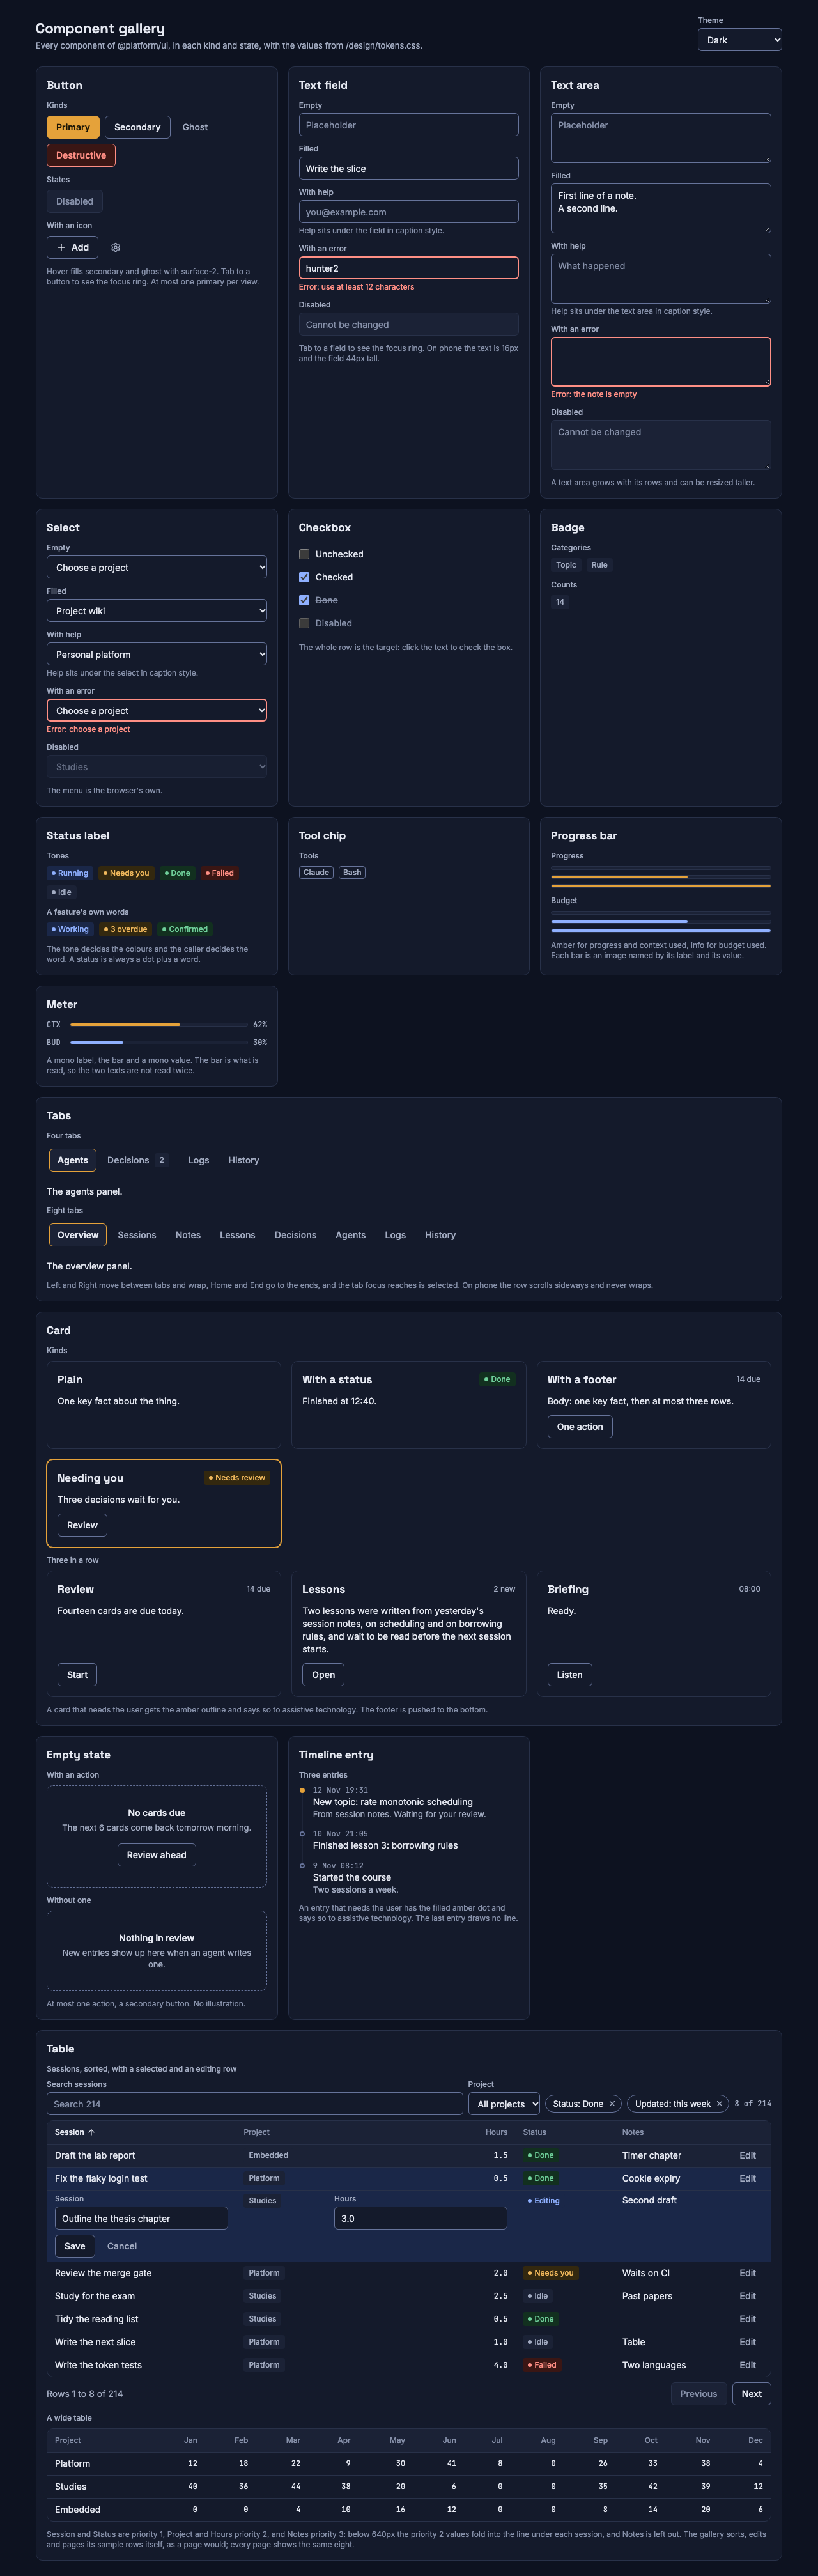 Component gallery
Every component of @platform/ui, in each kind and state, with the values from /design/tokens.css.
Theme
Dark
Button
Kinds
Primary
Secondary
Ghost
Destructive
States
Disabled
With an icon
Add
Hover fills secondary and ghost with surface-2. Tab to a
button to see the focus ring. At most one primary per view.
Text field
Empty
Placeholder
Filled
Write the slice
With help
you@example.com
Help sits under the field in caption style.
With an error
hunter2
Error: use at least 12 characters
Disabled
Cannot be changed
Tab to a field to see the focus ring. On phone the text is 16px
and the field 44px tall.
Text area
Empty
Placeholder
Filled
First line of a note.
A second line.
With help
What happened
Help sits under the text area in caption style.
With an error
Error: the note is empty
Disabled
Cannot be changed
A text area grows with its rows and can be resized taller.
Select
Empty
Choose a project
Filled
Project wiki
With help
Personal platform
Help sits under the select in caption style.
With an error
Choose a project
Error: choose a project
Disabled
Studies
The menu is the browser's own.
Checkbox
Unchecked
Checked
Done
Disabled
The whole row is the target: click the text to check the box.
Badge
Categories
Topic
Rule
Counts
14
Status label
Tones
Running
Needs you
Done
Failed
Idle
A feature's own words
Working
3 overdue
Confirmed
The tone decides the colours and the caller decides the
word. A status is always a dot plus a word.
Tool chip
Tools
Claude
Bash
Progress bar
Progress
Budget
Amber for progress and context used, info for budget used.
Each bar is an image named by its label and its value.
Meter
CTX 62%
BUD 30%
A mono label, the bar and a mono value. The bar is what is
read, so the two texts are not read twice.
Tabs
Four tabs
Agents Decisions 2 Logs History
The agents panel.
Eight tabs
Overview Sessions Notes Lessons Decisions Agents Logs History
The overview panel.
Left and Right move between tabs and wrap, Home and End go to the ends, and the tab focus reaches is selected. On phone the row scrolls sideways and never wraps.
Card
Kinds
Plain
One key fact about the thing.
With a status
Done
Finished at 12:40.
With a footer
14 due
Body: one key fact, then at most three rows.
One action
Needing you
Needs review
Three decisions wait for you.
Review
Three in a row
Review
14 due
Fourteen cards are due today.
Start
Lessons
2 new
Two lessons were written from yesterday's
session notes, on scheduling and on borrowing
rules, and wait to be read before the next session
starts.
Open
Briefing
08:00
Ready.
Listen
A card that needs the user gets the amber outline and says so to assistive technology. The footer is pushed to the bottom.
Empty state
With an action
No cards due
The next 6 cards come back tomorrow morning.
Review ahead
Without one
Nothing in review
New entries show up here when an agent writes
one.
At most one action, a secondary button. No illustration.
Timeline entry
Three entries
12 Nov 19:31
New topic: rate monotonic scheduling
From session notes. Waiting for your review.
10 Nov 21:05
Finished lesson 3: borrowing rules
9 Nov 08:12
Started the course
Two sessions a week.
An entry that needs the user has the filled amber dot and
says so to assistive technology. The last entry draws no line.
Table
Sessions, sorted, with a selected and an editing row
Search sessions
Search 214
Project
All projects
Status: Done
Updated: this week
8 of 214
Session Project Hours Status Notes
Draft the lab report Embedded 1.5 Done Timer chapter Edit
Fix the flaky login test Platform 0.5 Done Cookie expiry Edit
Session
Outline the thesis chapter
Studies
Hours
3.0
Editing
Second draft
Save
Cancel
Review the merge gate Platform 2.0 Needs you Waits on CI Edit
Study for the exam Studies 2.5 Idle Past papers Edit
Tidy the reading list Studies 0.5 Done Edit
Write the next slice Platform 1.0 Idle Table Edit
Write the token tests Platform 4.0 Failed Two languages Edit
Rows 1 to 8 of 214
Previous
Next
A wide table
Project Jan Feb Mar Apr May Jun Jul Aug Sep Oct Nov Dec
Platform 12 18 22 9 30 41 8 0 26 33 38 4
Studies 40 36 44 38 20 6 0 0 35 42 39 12
Embedded 0 0 4 10 16 12 0 0 8 14 20 6
Session and Status are priority 1, Project and Hours priority 2, and Notes priority 3: below 640px the priority 2 values fold into the line under each session, and Notes is left out. The gallery sorts, edits
and pages its sample rows itself, as a page would; every page shows the same eight.